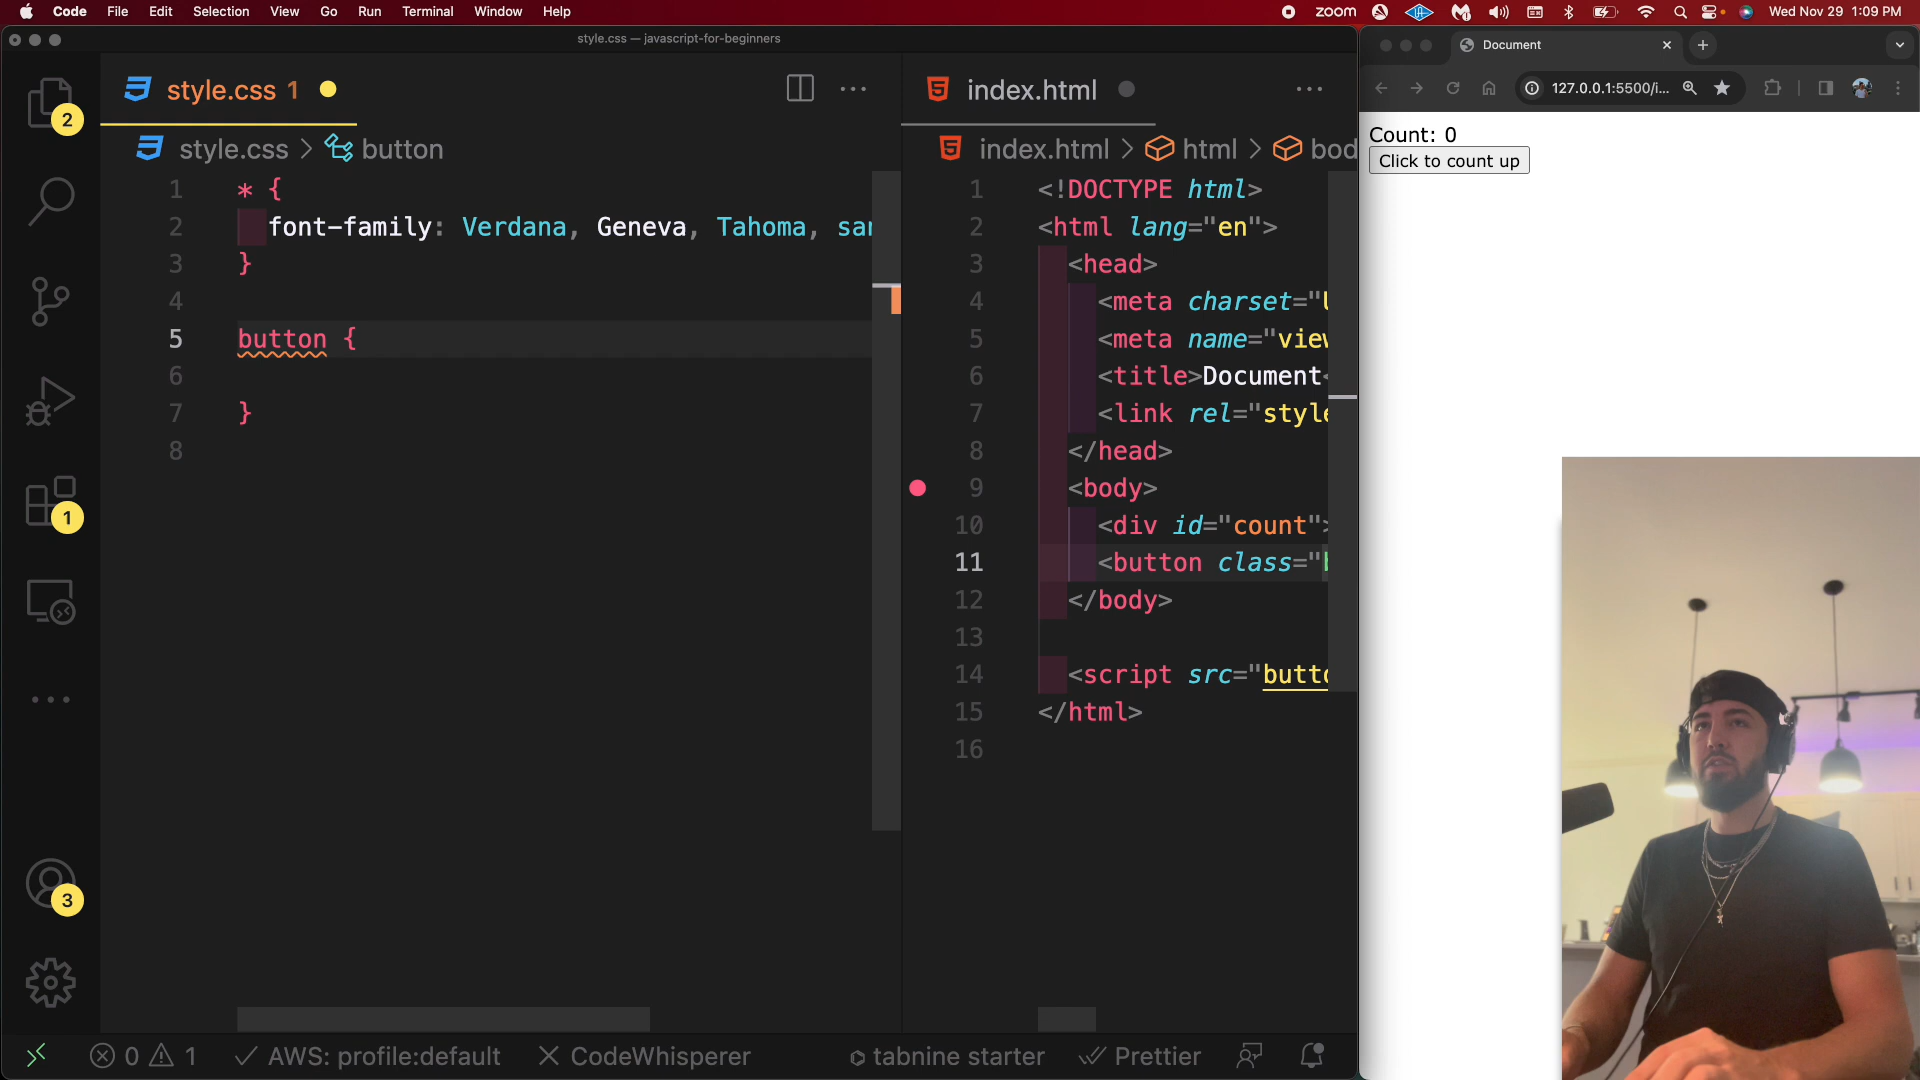 Code File Edit Selection View Go Run Terminal Window Help zoom Wed Nov 29 1:09 PM
style.css — javascript-for-beginners
Document
style.css 1
index.html
127.0.0.1:5500/i...
style.css > button
index.html > html > bod
Count: 0
Click to count up
1 * {
2 font-family: Verdana, Geneva, Tahoma, san
3 }
4
5 button {
6
7 }
8
1 <!DOCTYPE html>
2 <html lang="en">
3 <head>
4 <meta charset="U
5 <meta name="view
6 <title>Document<
7 <link rel="style
8 </head>
9 <body>
10 <div id="count">
11 <button class="b
12 </body>
13
14 <script src="butto
15 </html>
16
2
1
3
0 1 AWS: profile:default CodeWhisperer tabnine starter Prettier